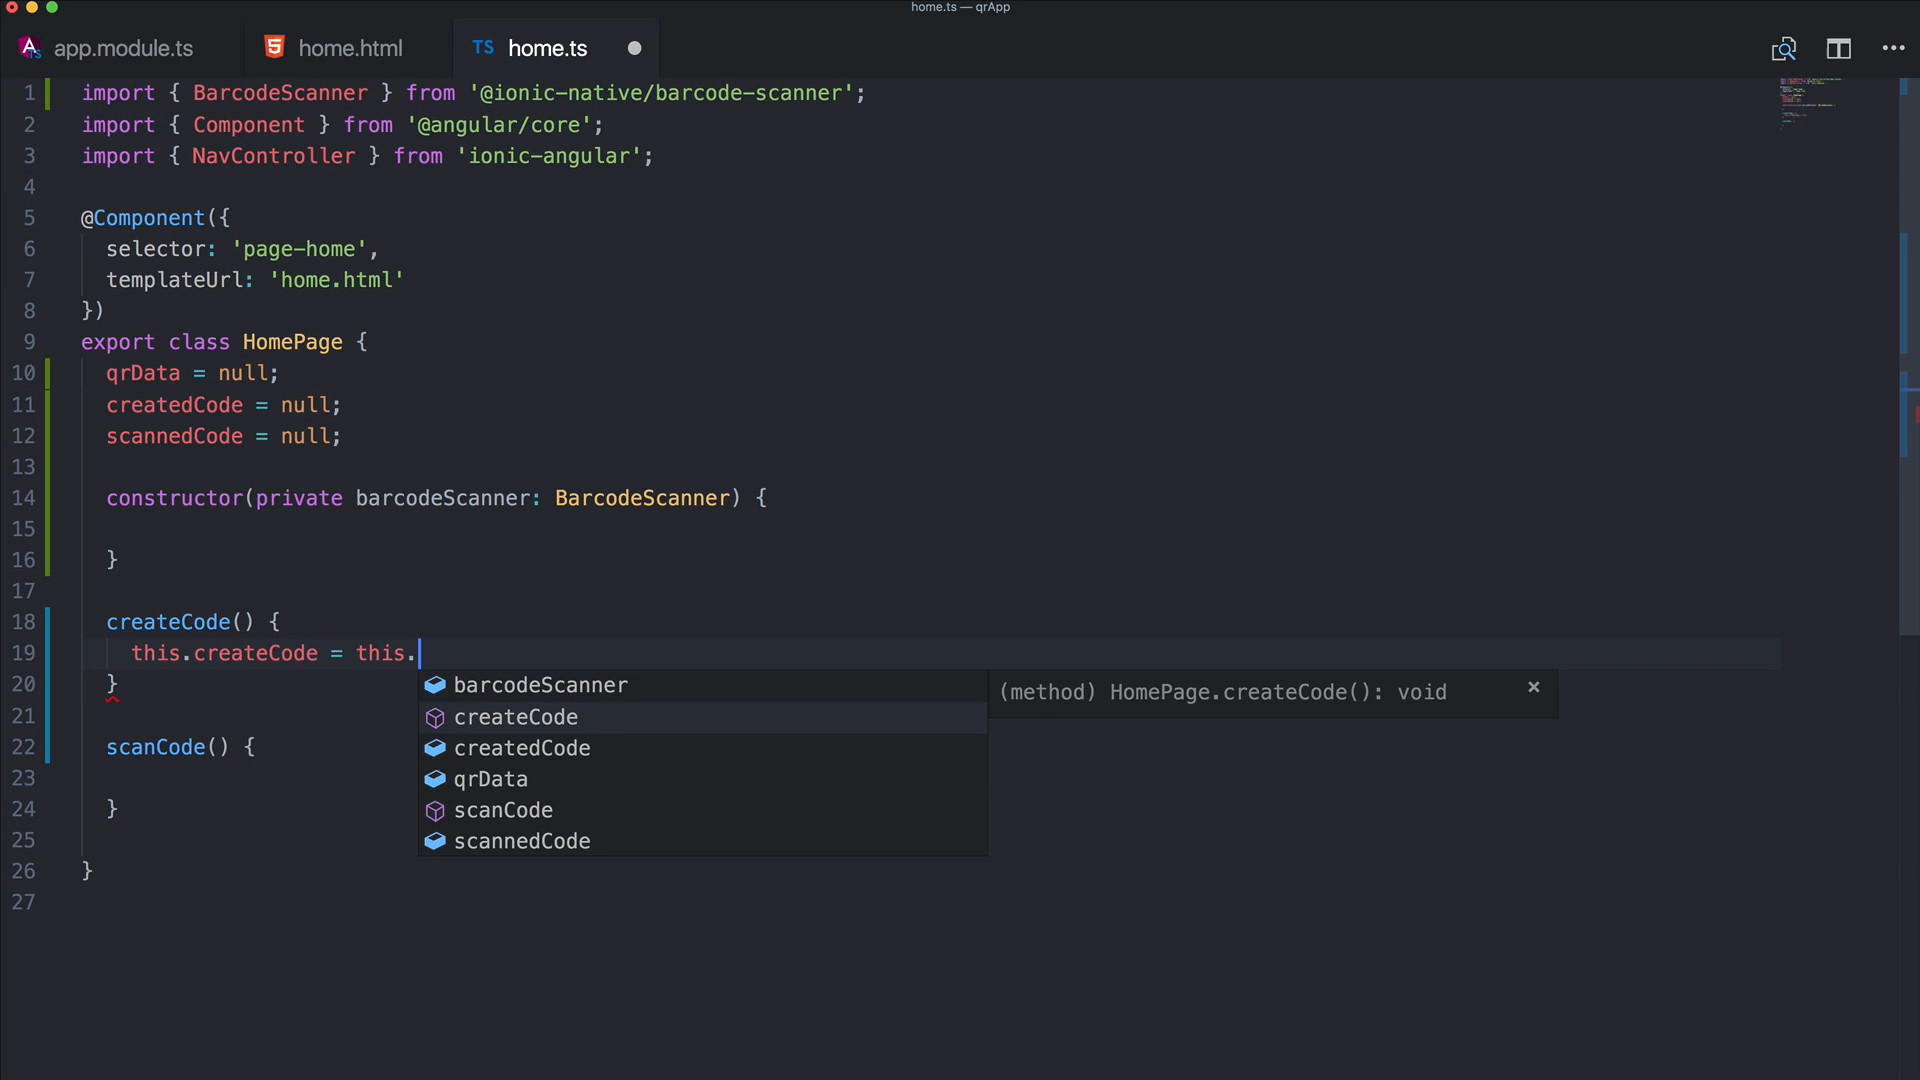 home.ts — qrApp
app.module.ts
home.html
TS home.ts
1 import { BarcodeScanner } from '@ionic-native/barcode-scanner';
2 import { Component } from '@angular/core';
3 import { NavController } from 'ionic-angular';
4
5 @Component({
6 selector: 'page-home',
7 templateUrl: 'home.html'
8 })
9 export class HomePage {
10 qrData = null;
11 createdCode = null;
12 scannedCode = null;
13
14 constructor(private barcodeScanner: BarcodeScanner) {
15
16 }
17
18 createCode() {
19 this.createCode = this.
20 }
21
22 scanCode() {
23
24 }
25
26 }
27
barcodeScanner
createCode
createdCode
qrData
scanCode
scannedCode
(method) HomePage.createCode(): void